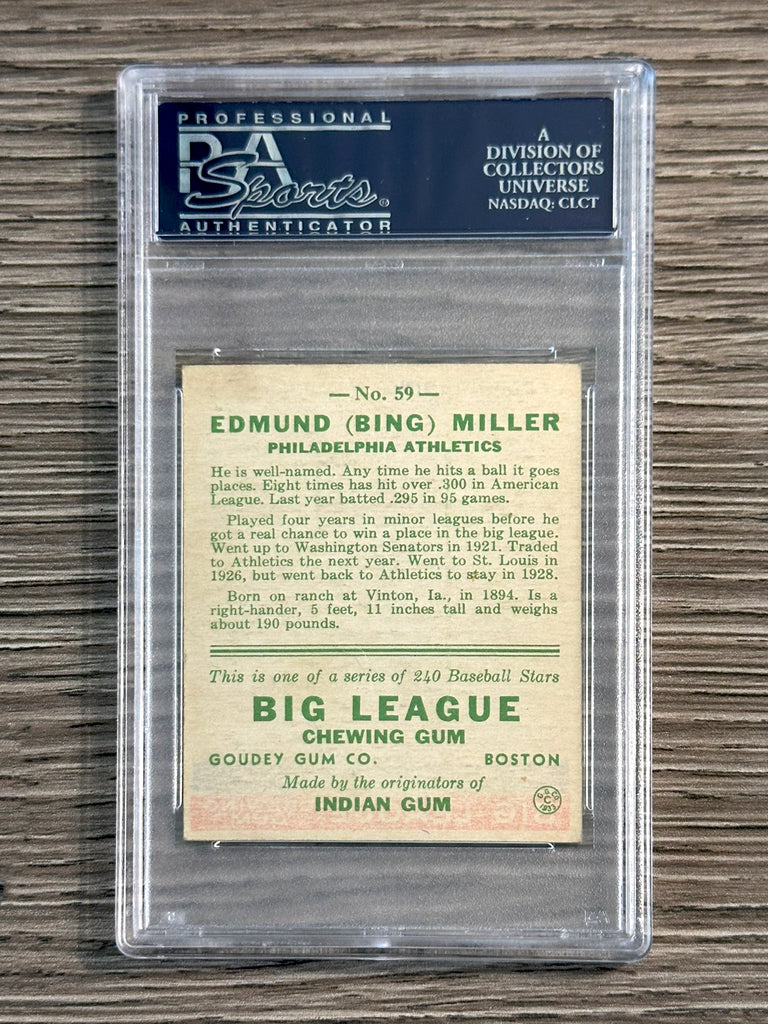 PROFESSIONAL
PSA
Sports®
AUTHENTICATOR
A
DIVISION OF
COLLECTORS
UNIVERSE
NASDAQ: CLCT
— No. 59 —
EDMUND (BING) MILLER
PHILADELPHIA ATHLETICS
He is well-named. Any time he hits a ball it goes
places. Eight times has hit over .300 in American
League. Last year batted .295 in 95 games.
Played four years in minor leagues before he
got a real chance to win a place in the big league.
Went up to Washington Senators in 1921. Traded
to Athletics the next year. Went to St. Louis in
1926, but went back to Athletics to stay in 1928.
Born on ranch at Vinton, Ia., in 1894. Is a
right-hander, 5 feet, 11 inches tall and weighs
about 190 pounds.
This is one of a series of 240 Baseball Stars
BIG LEAGUE
CHEWING GUM
GOUDEY GUM CO. BOSTON
Made by the originators of
INDIAN GUM
G.G.CO.
C
1933